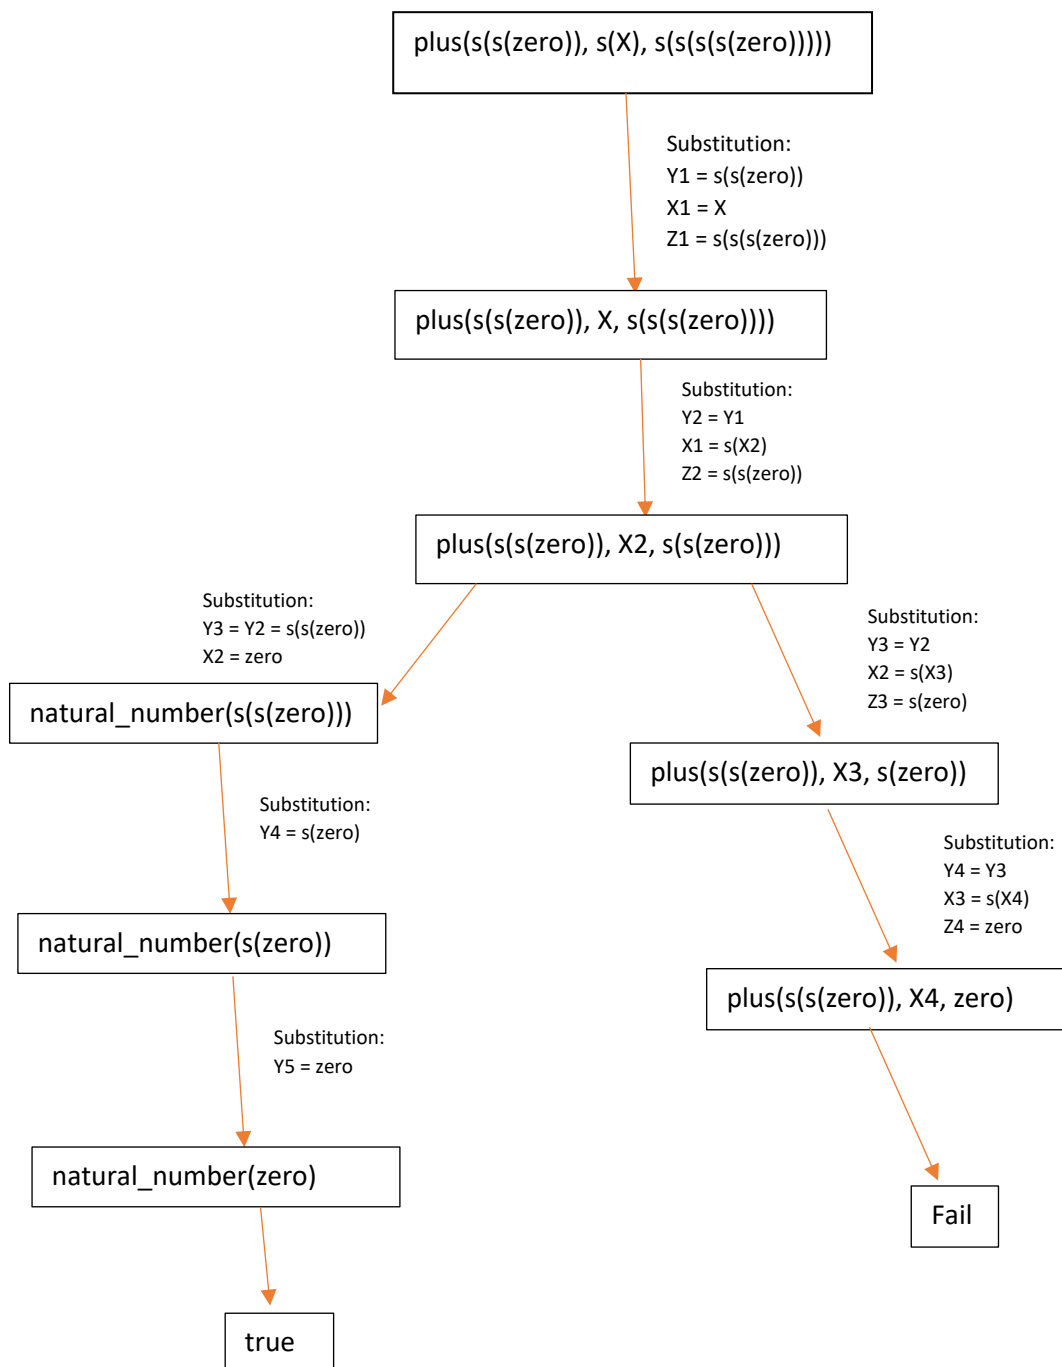 plus(s(s(zero)), s(X), s(s(s(s(zero)))))
Substitution:
Y1 = s(s(zero))
X1 = X
Z1 = s(s(s(zero)))
plus(s(s(zero)), X, s(s(s(zero))))
Substitution:
Y2 = Y1
X1 = s(X2)
Z2 = s(s(zero))
plus(s(s(zero)), X2, s(s(zero)))
Substitution:
Y3 = Y2 = s(s(zero))
X2 = zero
Substitution:
Y3 = Y2
X2 = s(X3)
Z3 = s(zero)
natural_number(s(s(zero)))
plus(s(s(zero)), X3, s(zero))
Substitution:
Y4 = s(zero)
Substitution:
Y4 = Y3
X3 = s(X4)
Z4 = zero
natural_number(s(zero))
plus(s(s(zero)), X4, zero)
Substitution:
Y5 = zero
natural_number(zero)
Fail
true